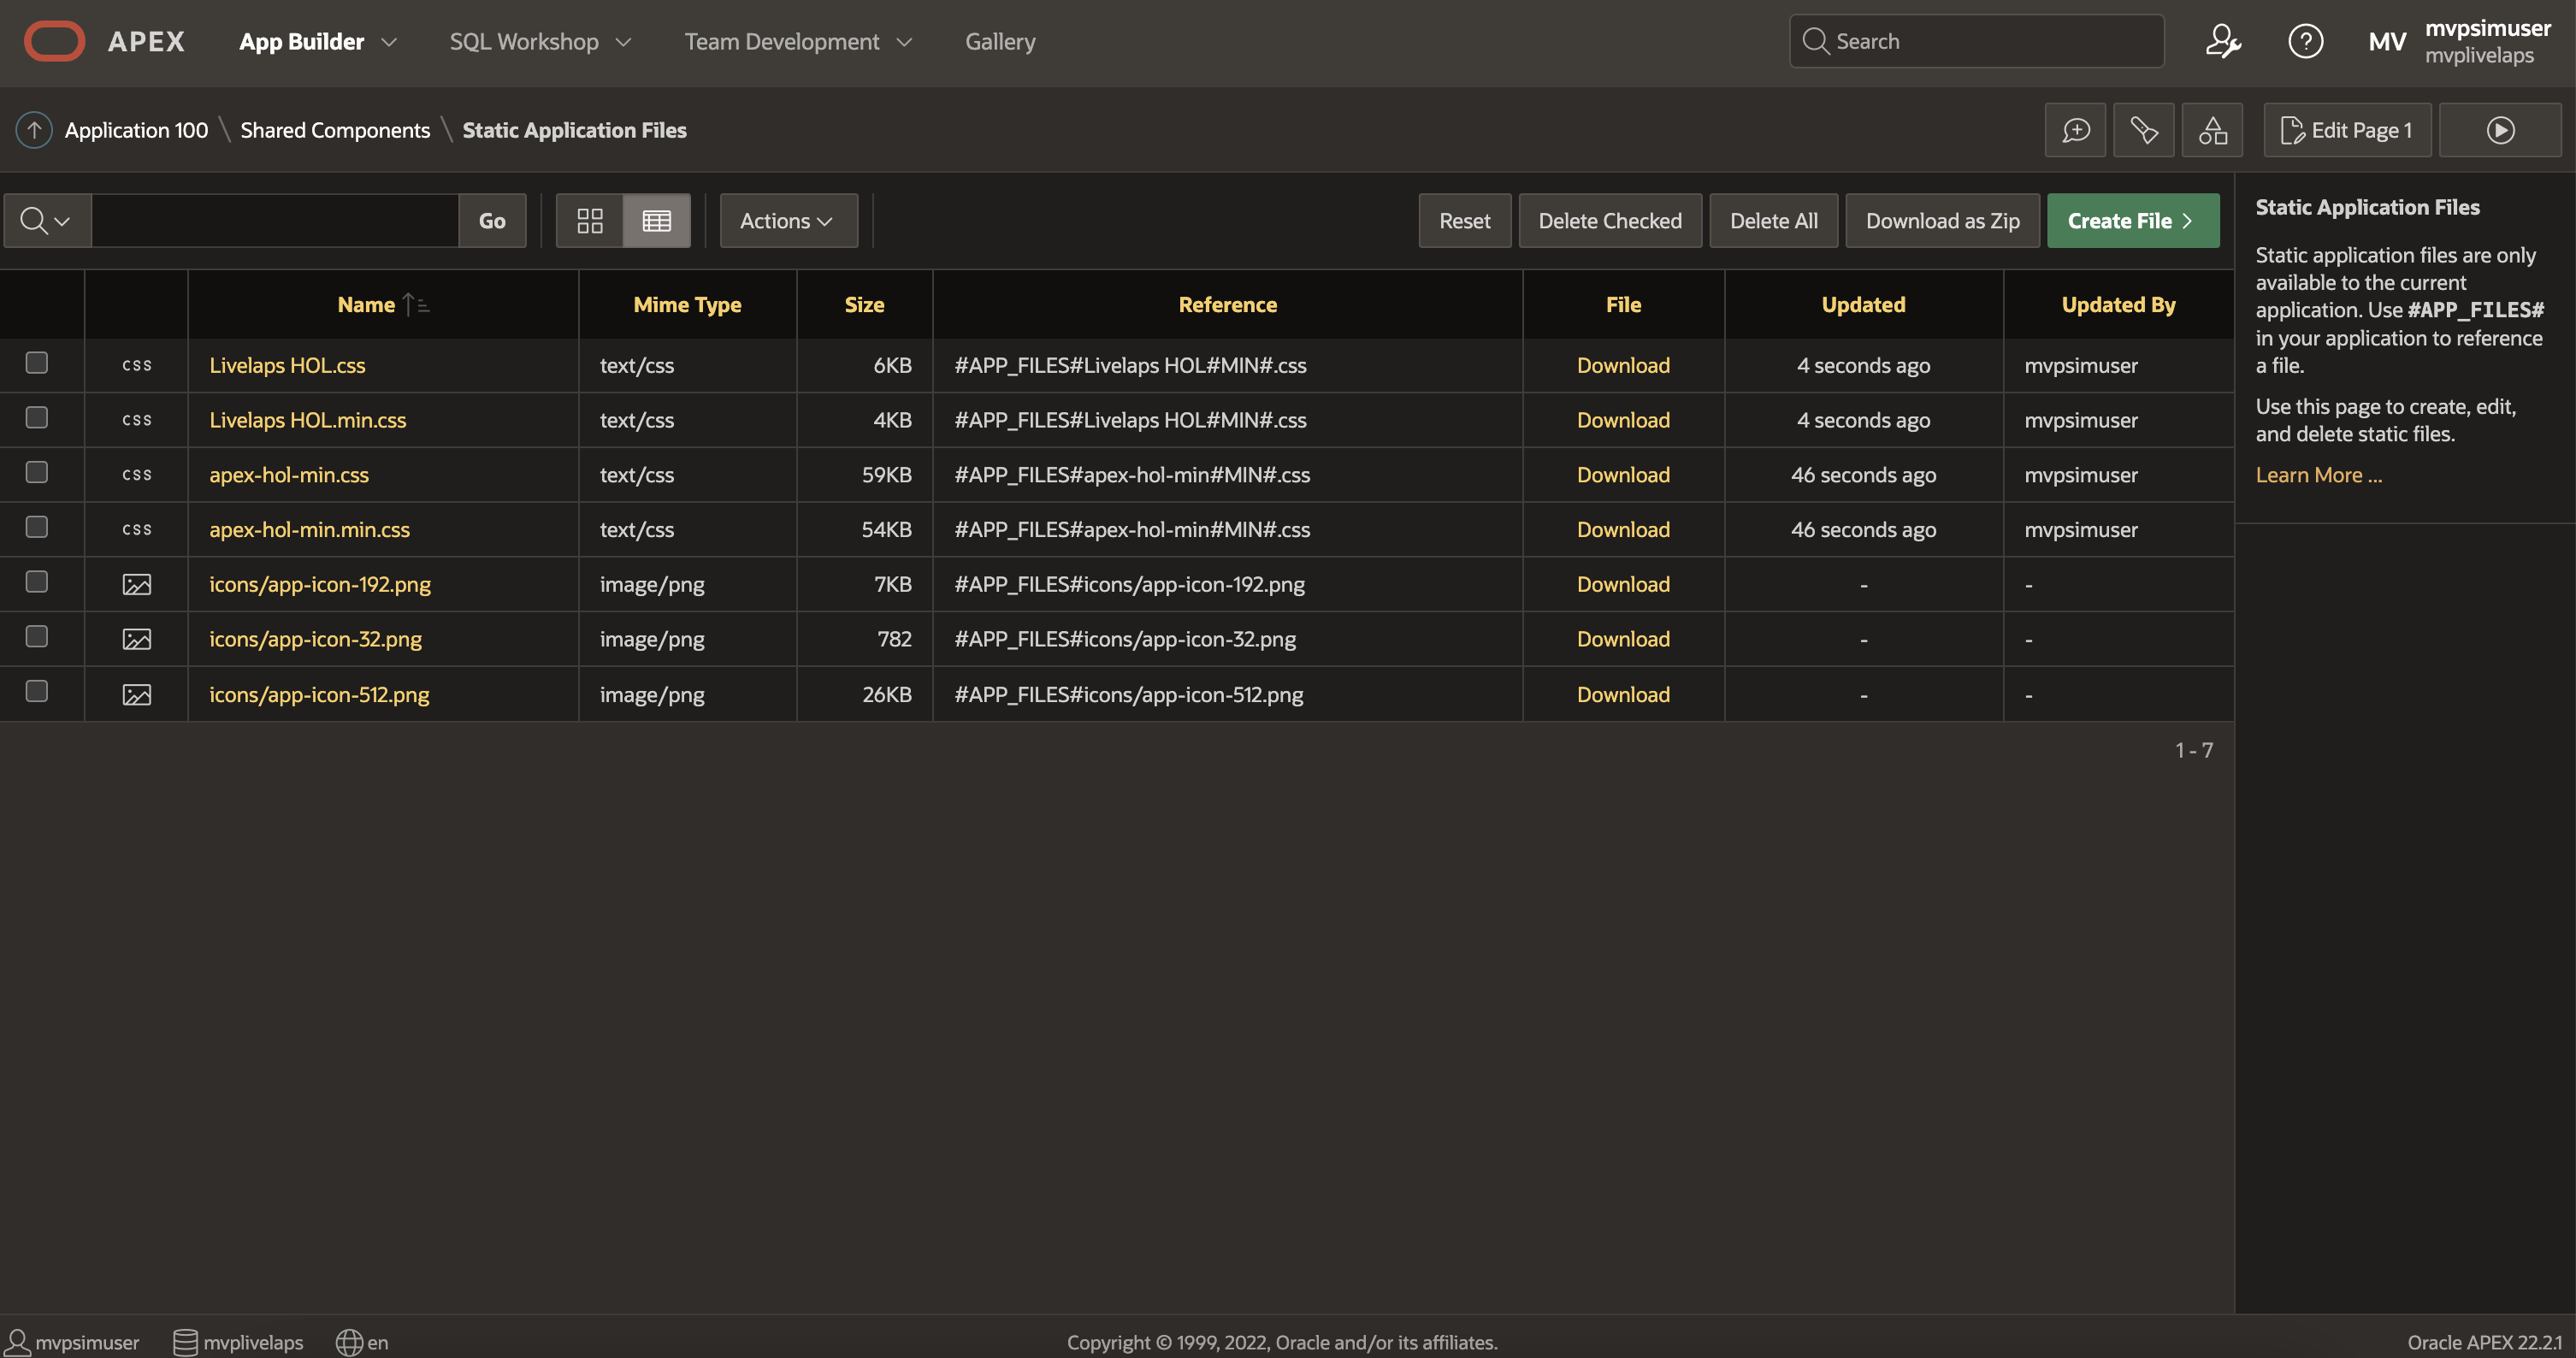 APEX App Builder SQL Workshop Team Development Gallery Search MV mvpsimuser
mvplivelaps
Application 100 \ Shared Components \ Static Application Files Edit Page 1
Go Actions Reset Delete Checked Delete All Download as Zip Create File >
Name Mime Type Size Reference File Updated Updated By
css Livelaps HOL.css text/css 6KB #APP_FILES#Livelaps HOL#MIN#.css Download 4 seconds ago mvpsimuser
css Livelaps HOL.min.css text/css 4KB #APP_FILES#Livelaps HOL#MIN#.css Download 4 seconds ago mvpsimuser
css apex-hol-min.css text/css 59KB #APP_FILES#apex-hol-min#MIN#.css Download 46 seconds ago mvpsimuser
css apex-hol-min.min.css text/css 54KB #APP_FILES#apex-hol-min#MIN#.css Download 46 seconds ago mvpsimuser
icons/app-icon-192.png image/png 7KB #APP_FILES#icons/app-icon-192.png Download - -
icons/app-icon-32.png image/png 782 #APP_FILES#icons/app-icon-32.png Download - -
icons/app-icon-512.png image/png 26KB #APP_FILES#icons/app-icon-512.png Download - -
1 - 7
Static Application Files
Static application files are only
available to the current
application. Use #APP_FILES#
in your application to reference
a file.
Use this page to create, edit,
and delete static files.
Learn More ...
mvpsimuser mvplivelaps en Copyright © 1999, 2022, Oracle and/or its affiliates. Oracle APEX 22.2.1